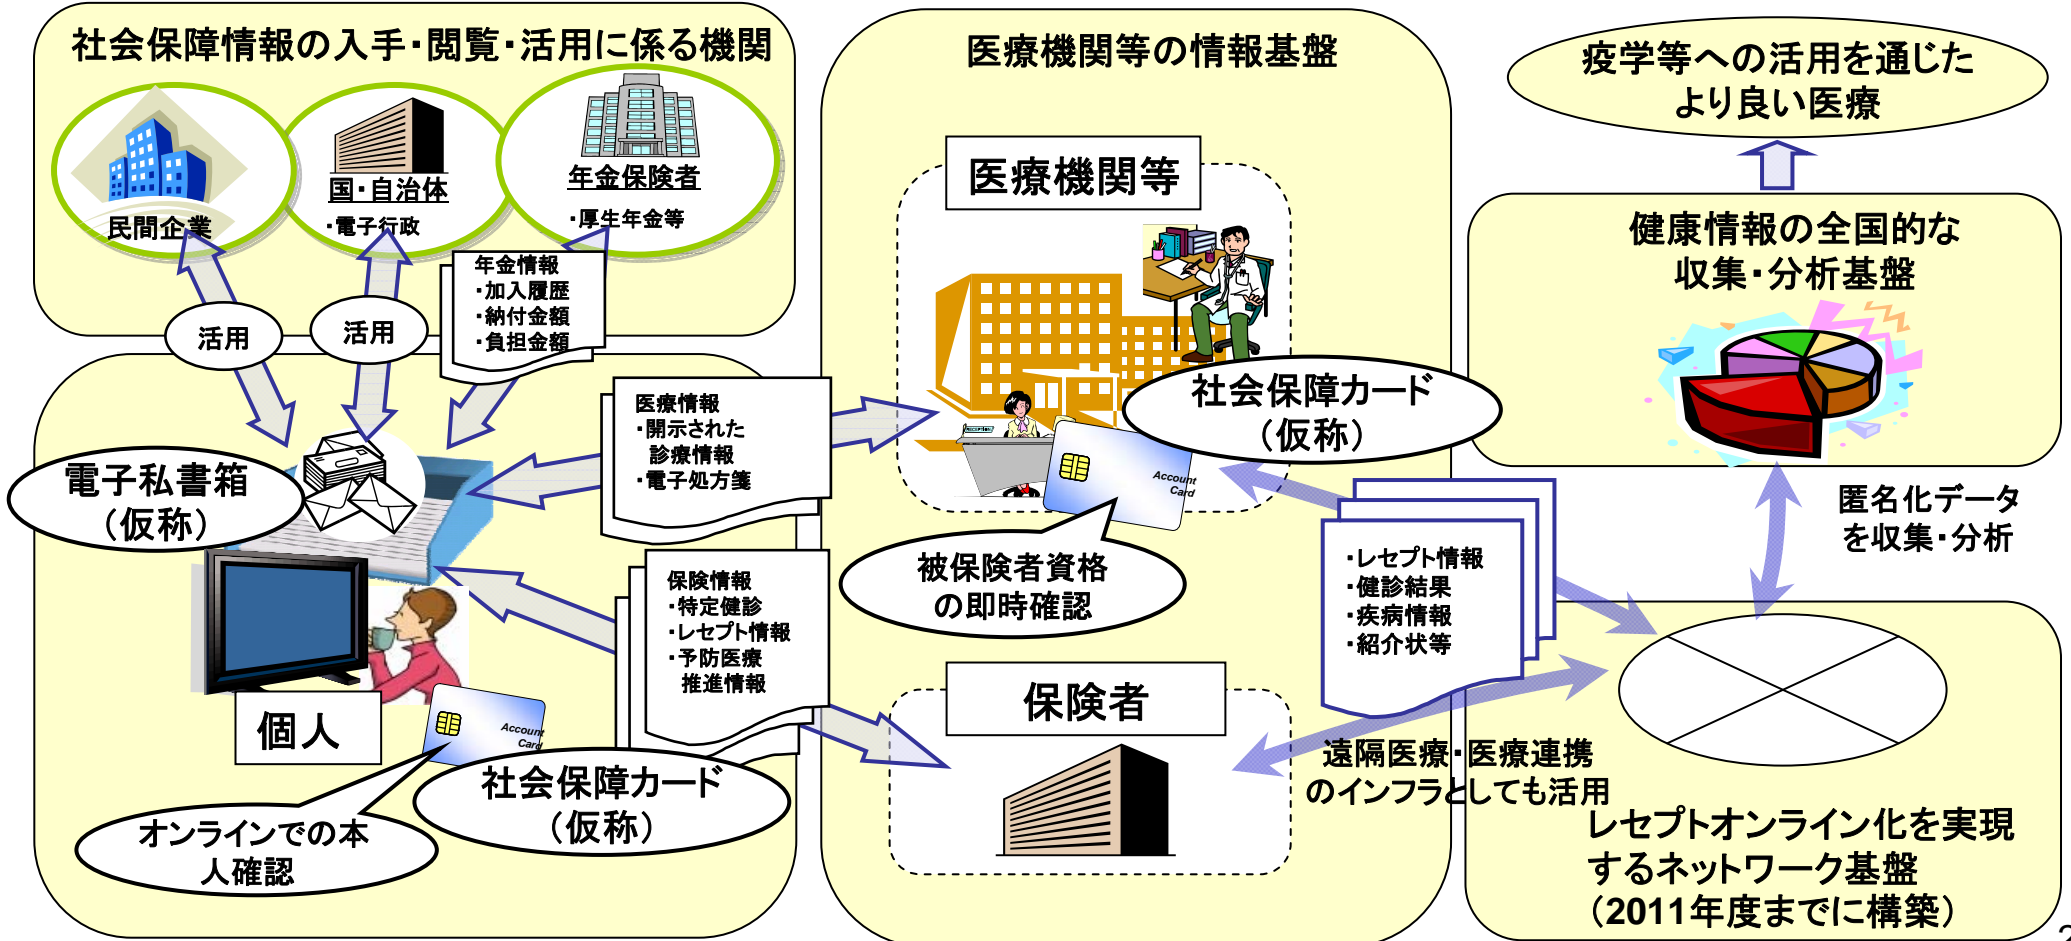 社会保障情報の入手・閲覧・活用に係る機関
民間企業
国・自治体
・電子行政
年金保険者
・厚生年金等
活用
活用
年金情報
・加入履歴
・納付金額
・負担金額
電子私書箱
（仮称）
医療情報
・開示された
診療情報
・電子処方箋
保険情報
・特定健診
・レセプト情報
・予防医療
推進情報
個人
Account
Card
社会保障カード
（仮称）
オンラインでの本
人確認
医療機関等の情報基盤
医療機関等
RECEPTION
Account
Card
社会保障カード
（仮称）
被保険者資格
の即時確認
保険者
・レセプト情報
・健診結果
・疾病情報
・紹介状等
遠隔医療・医療連携
のインフラとしても活用
疫学等への活用を通じた
より良い医療
健康情報の全国的な
収集・分析基盤
匿名化データ
を収集・分析
レセプトオンライン化を実現
するネットワーク基盤
（2011年度までに構築）